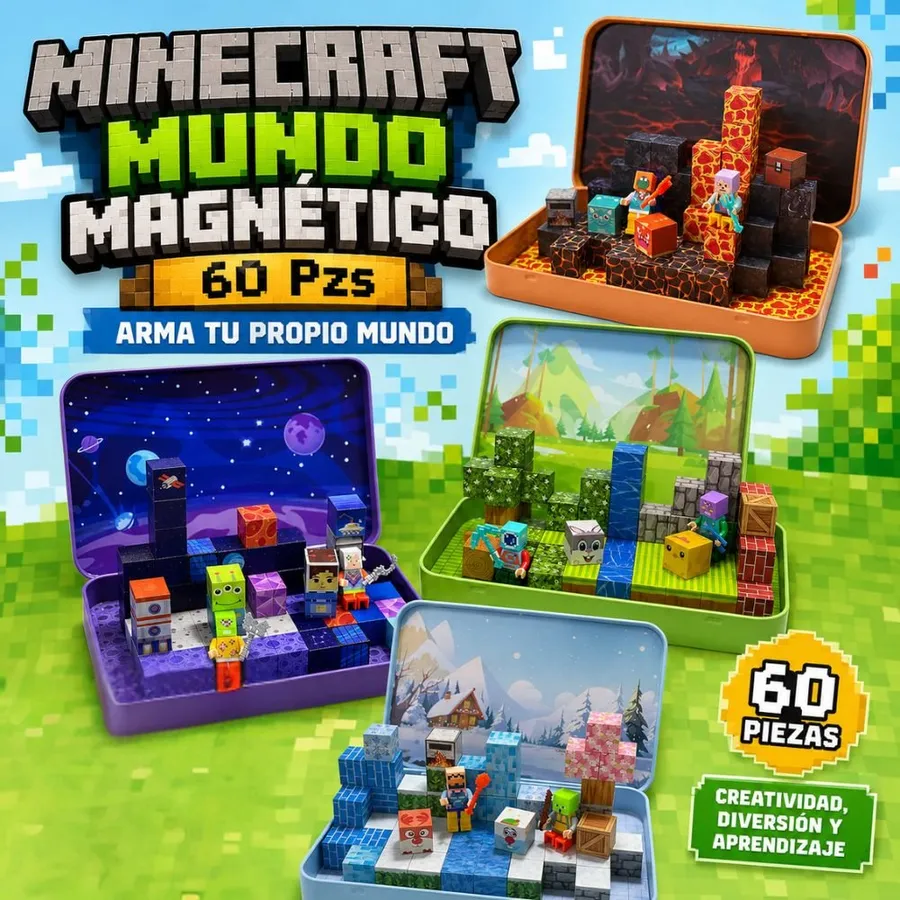 MINECRAFT
MUNDO
MAGNÉTICO
60 Pzs
ARMA TU PROPIO MUNDO
60
PIEZAS
CREATIVIDAD,
DIVERSIÓN Y
APRENDIZAJE